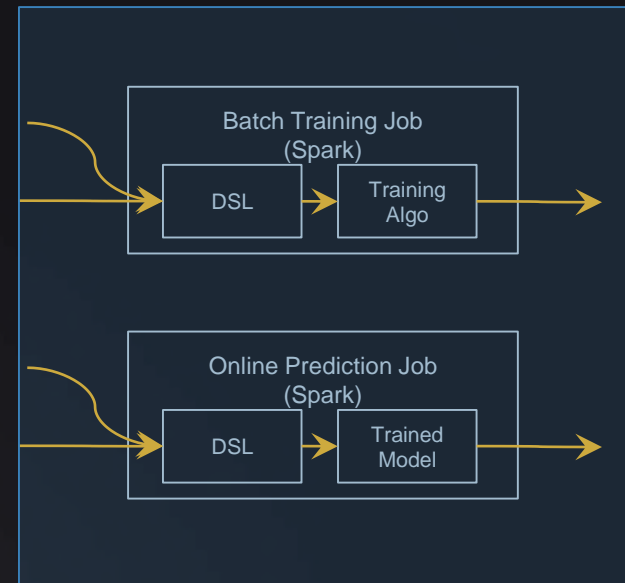 Batch Training Job
(Spark)
DSL
Training
Algo
Online Prediction Job
(Spark)
DSL
Trained
Model